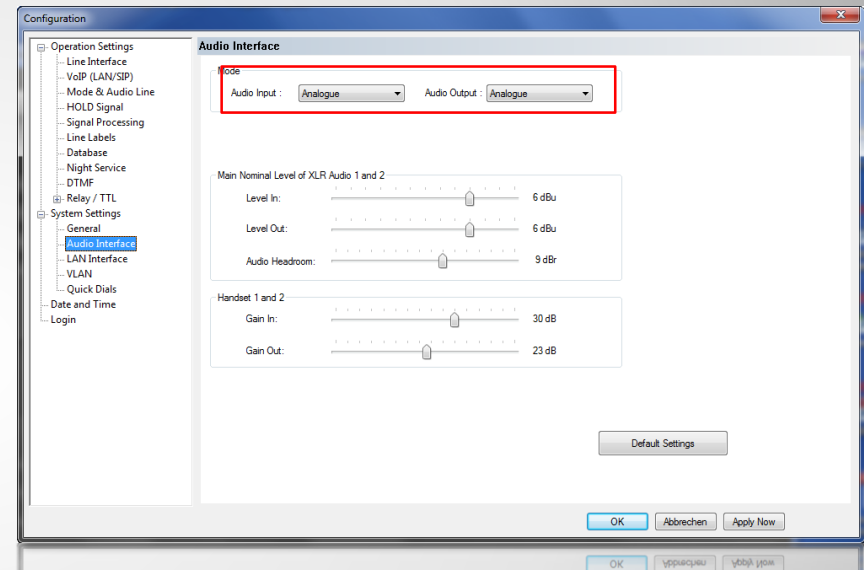 Configuration
Operation Settings
Line Interface
VoIP (LAN/SIP)
Mode & Audio Line
HOLD Signal
Signal Processing
Line Labels
Database
Night Service
DTMF
Relay / TTL
System Settings
General
Audio Interface
LAN Interface
VLAN
Quick Dials
Date and Time
Login
Audio Interface
Mode
Audio Input : Analogue Audio Output : Analogue
Main Nominal Level of XLR Audio 1 and 2
Level In: 6 dBu
Level Out: 6 dBu
Audio Headroom: 9 dBr
Handset 1 and 2
Gain In: 30 dB
Gain Out: 23 dB
Default Settings
OK Abbrechen Apply Now